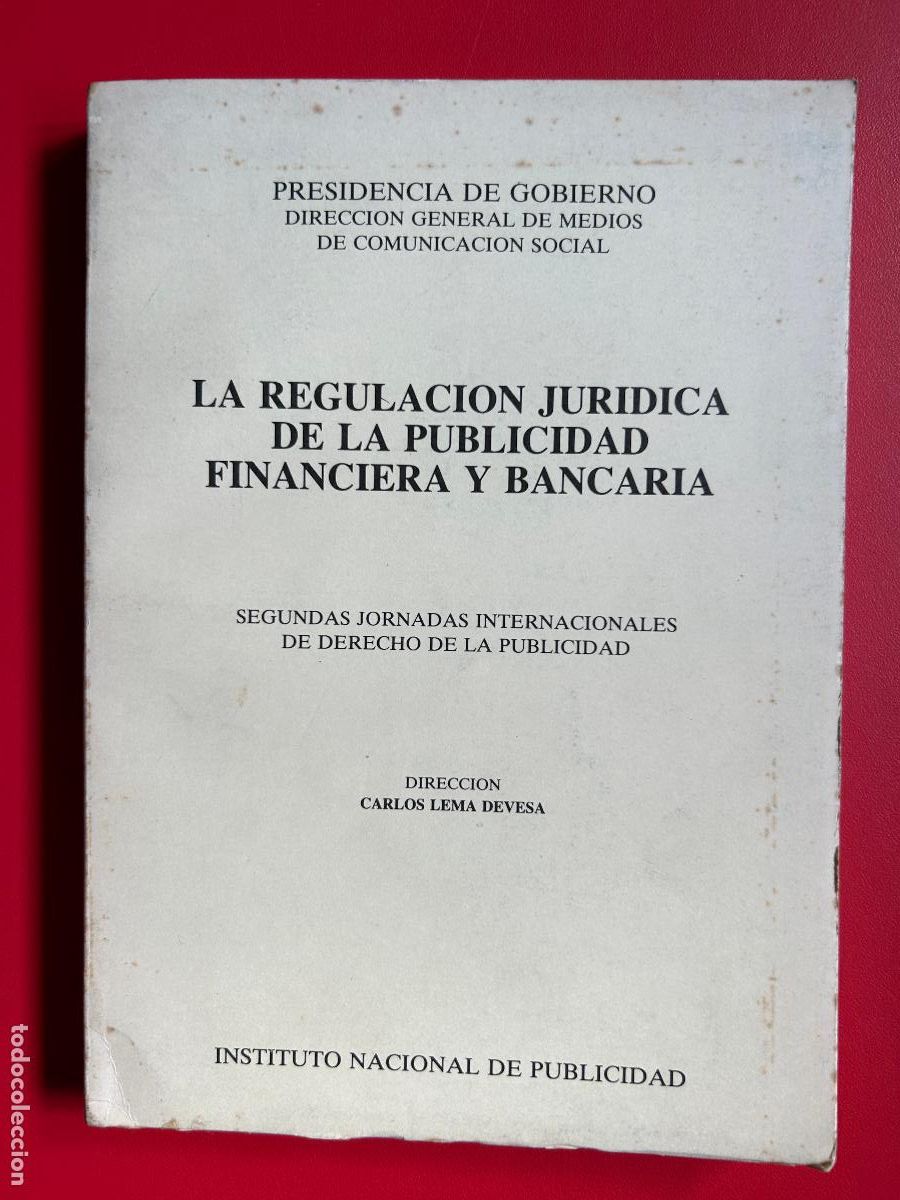 PRESIDENCIA DE GOBIERNO
DIRECCION GENERAL DE MEDIOS
DE COMUNICACION SOCIAL
LA REGULACION JURIDICA
DE LA PUBLICIDAD
FINANCIERA Y BANCARIA
SEGUNDAS JORNADAS INTERNACIONALES
DE DERECHO DE LA PUBLICIDAD
DIRECCION
CARLOS LEMA DEVESA
INSTITUTO NACIONAL DE PUBLICIDAD
todocoleccion